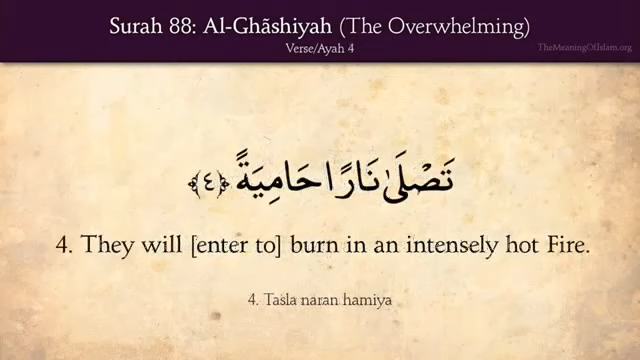 Surah 88: Al-Ghãshiyah (The Overwhelming)
Verse/Ayah 4
TheMeaningOfIslam.org
تَصْلَىٰ نَارًا حَامِيَةً ﴿٤﴾
4. They will [enter to] burn in an intensely hot Fire.
4. Tasla naran hamiya